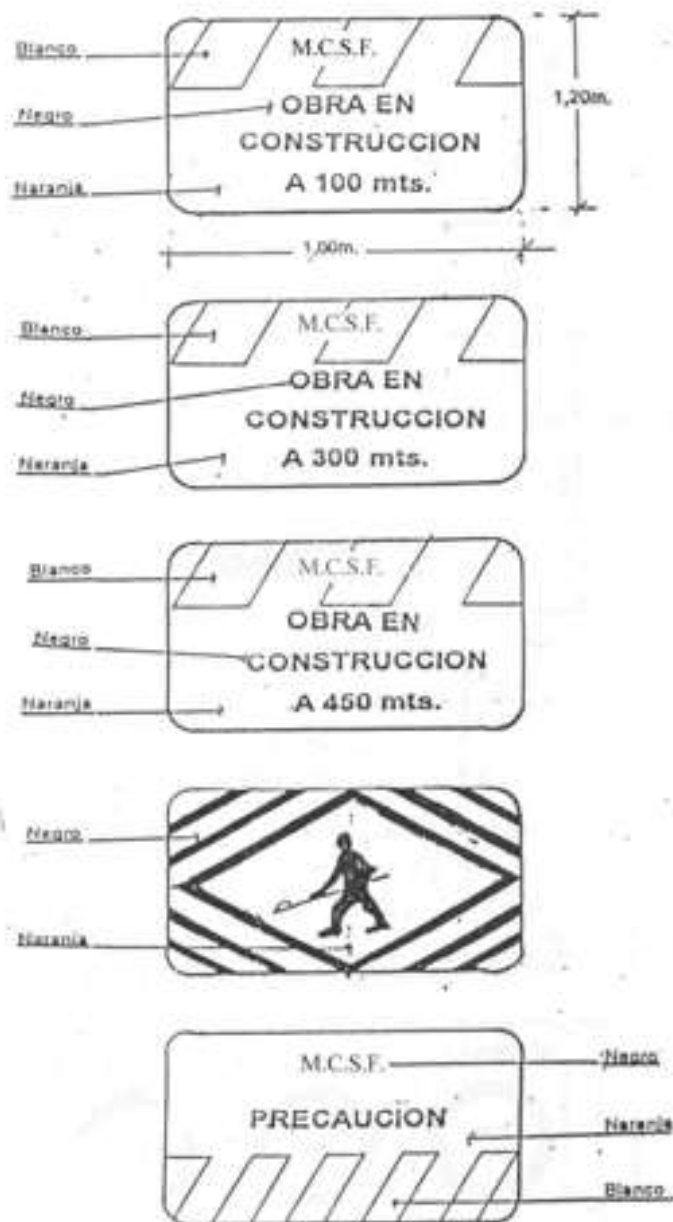 Blanco
M.C.S.F.
Negro
OBRA EN
CONSTRUCCION
Naranja
A 100 mts.
1,20m.
1,00m.
Blanco
M.C.S.F.
Negro
OBRA EN
CONSTRUCCION
Naranja
A 300 mts.
Blanco
M.C.S.F.
OBRA EN
Negro
CONSTRUCCION
Naranja
A 450 mts.
Negro
Naranja
M.C.S.F.
Negro
PRECAUCION
Naranja
Blanco